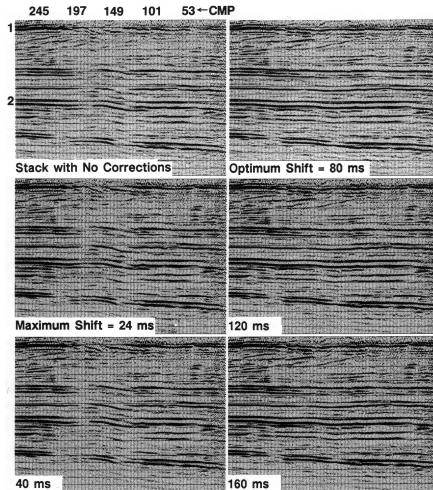 245 197 149 101 53←CMP
1
2
Stack with No Corrections
Optimum Shift = 80 ms
Maximum Shift = 24 ms
120 ms
40 ms
160 ms